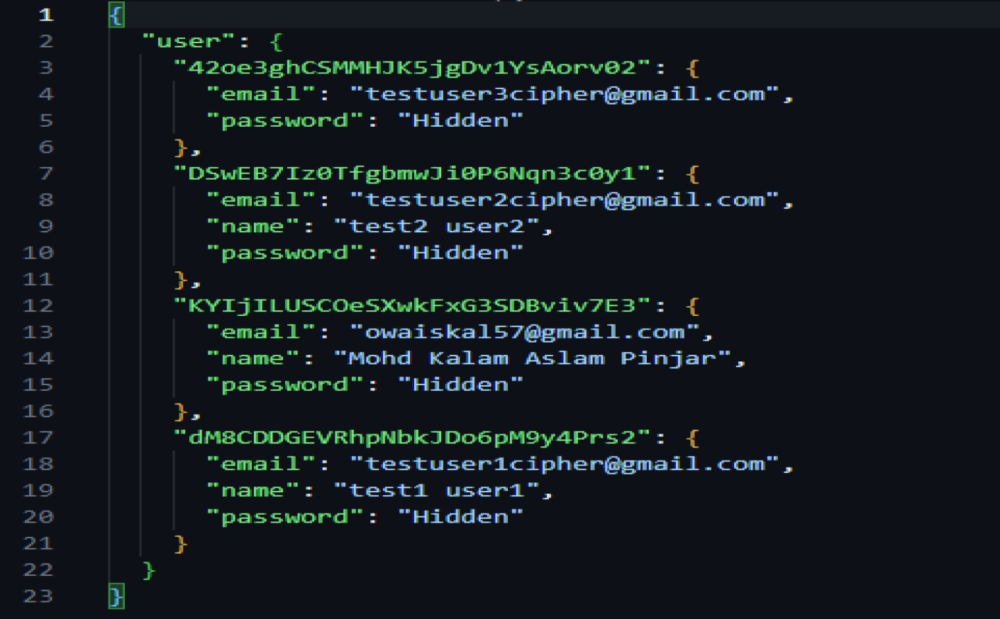 1 {
2 "user": {
3 "42oe3ghCSMMHJK5jgDv1YsAorv02": {
4 "email": "testuser3cipher@gmail.com",
5 "password": "Hidden"
6 },
7 "DSwEB7Iz0TfgbmwJi0P6Nqn3c0y1": {
8 "email": "testuser2cipher@gmail.com",
9 "name": "test2 user2",
10 "password": "Hidden"
11 },
12 "KYIjILUSCOeSXwkFxG3SDBviv7E3": {
13 "email": "owaiskal57@gmail.com",
14 "name": "Mohd Kalam Aslam Pinjar",
15 "password": "Hidden"
16 },
17 "dM8CDDGEVRhpNbkJDo6pM9y4Prs2": {
18 "email": "testuser1cipher@gmail.com",
19 "name": "test1 user1",
20 "password": "Hidden"
21 }
22 }
23 }